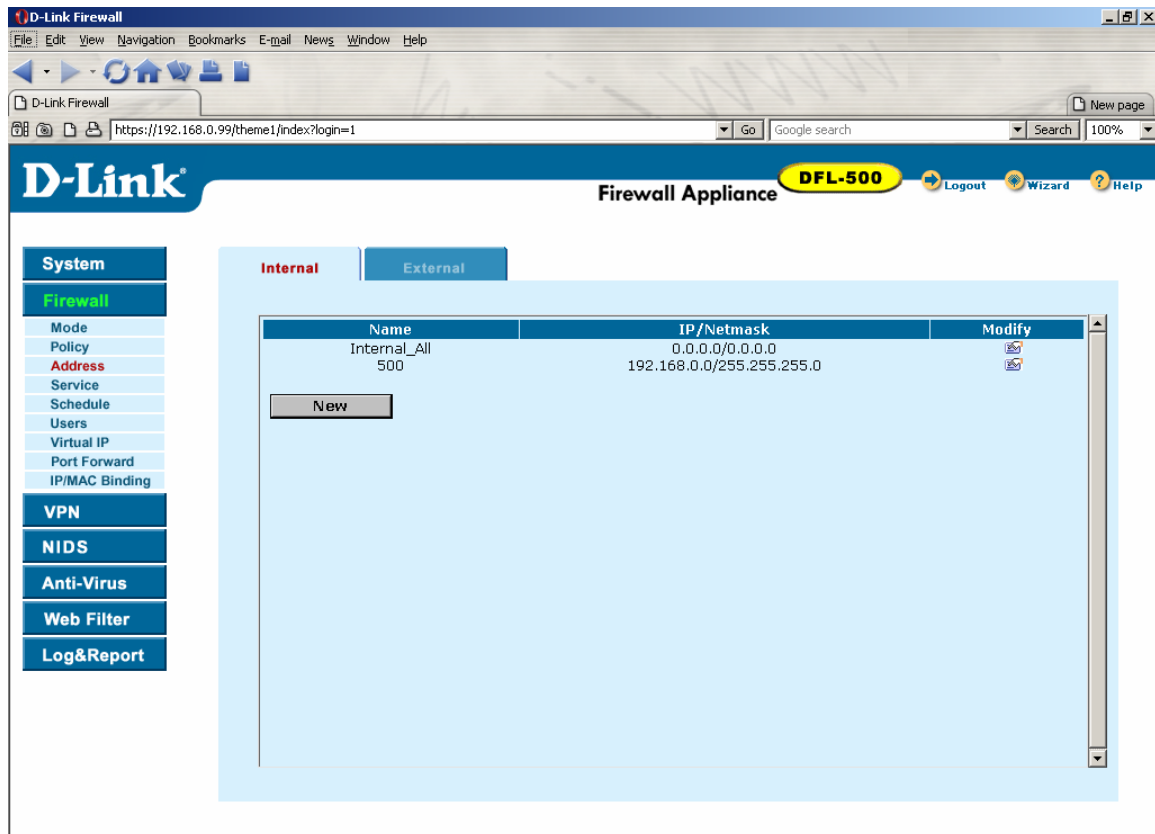 D-Link Firewall
File Edit View Navigation Bookmarks E-mail News Window Help
D-Link Firewall
New page
https://192.168.0.99/theme1/index?login=1
Go
Google search
Search
100%
D-Link
Firewall Appliance
DFL-500
Logout
Wizard
Help
System
Firewall
Mode
Policy
Address
Service
Schedule
Users
Virtual IP
Port Forward
IP/MAC Binding
VPN
NIDS
Anti-Virus
Web Filter
Log&Report
Internal External
Name IP/Netmask Modify
Internal_All 0.0.0.0/0.0.0.0
500 192.168.0.0/255.255.255.0
New